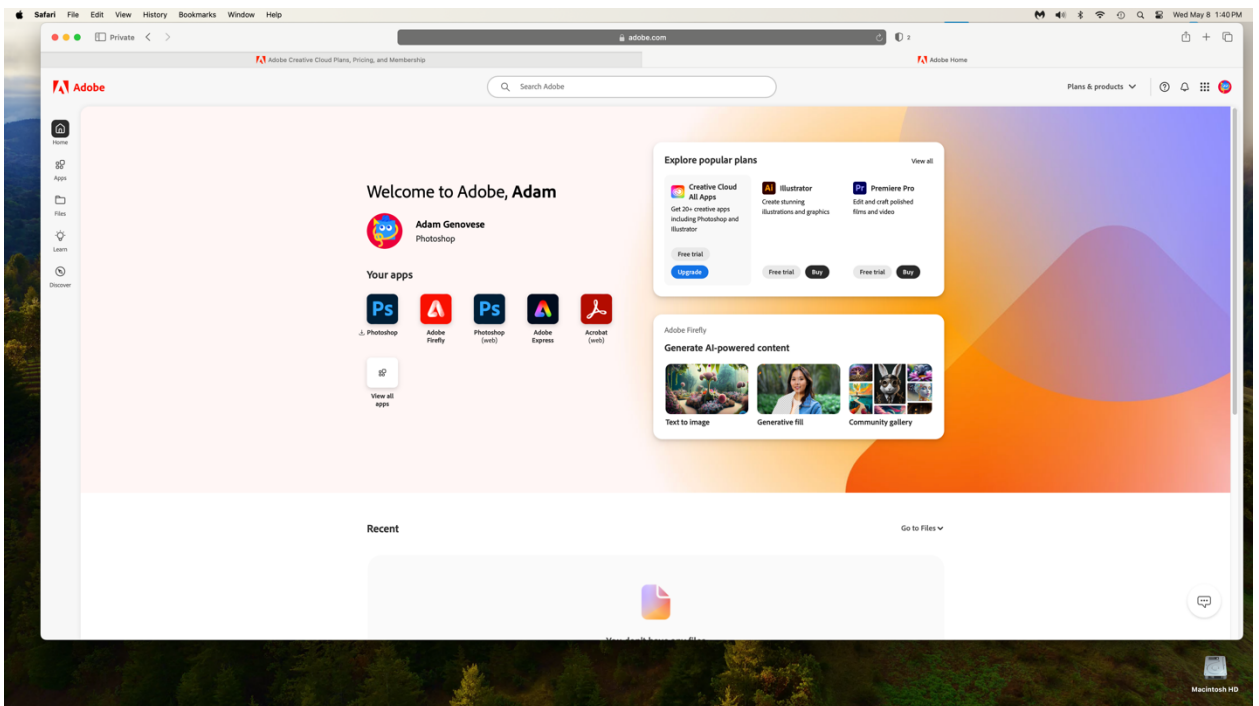 Safari File Edit View History Bookmarks Window Help
Wed May 8 1:40 PM
Private
adobe.com
2
Adobe Creative Cloud Plans, Pricing, and Membership
Adobe Home
Adobe
Search Adobe
Plans & products
Home
Apps
Files
Learn
Discover
Welcome to Adobe, Adam
Adam Genovese
Photoshop
Your apps
Ps
Ps
Photoshop
Adobe
Firefly
Photoshop
(web)
Adobe
Express
Acrobat
(web)
View all
apps
Explore popular plans
View all
Creative Cloud
All Apps
Get 20+ creative apps
including Photoshop and
Illustrator
Free trial
Upgrade
Ai Illustrator
Create stunning
illustrations and graphics
Free trial Buy
Pr Premiere Pro
Edit and craft polished
films and video
Free trial Buy
Adobe Firefly
Generate AI-powered content
Text to image
Generative fill
Community gallery
Recent
Go to Files
Macintosh HD